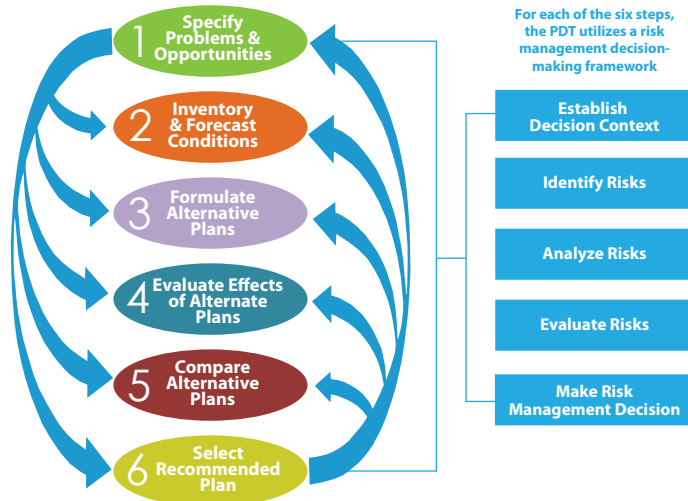 1
Specify
Problems &
Opportunities
2
Inventory
& Forecast
Conditions
3
Formulate
Alternative
Plans
4
Evaluate Effects
of Alternate
Plans
5
Compare
Alternative
Plans
6
Select
Recommended
Plan
For each of the six steps,
the PDT utilizes a risk
management decision-
making framework
Establish
Decision Context
Identify Risks
Analyze Risks
Evaluate Risks
Make Risk
Management Decision